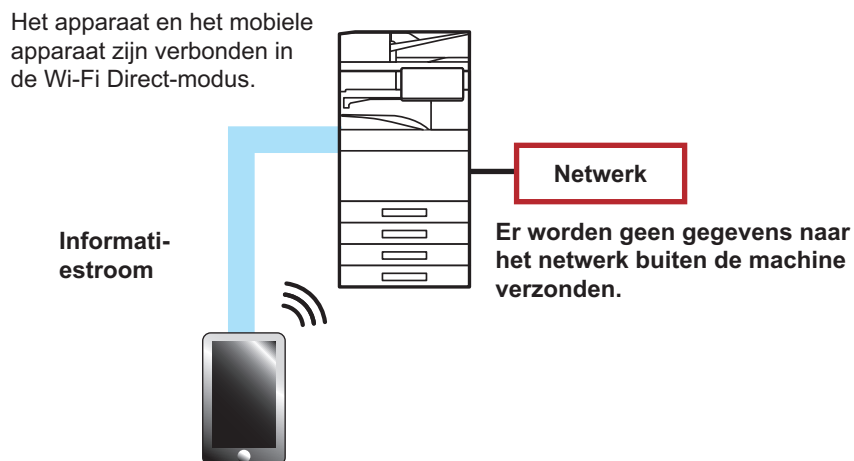 Het apparaat en het mobiele
apparaat zijn verbonden in
de Wi-Fi Direct-modus.
Netwerk
Informati-
estroom
Er worden geen gegevens naar
het netwerk buiten de machine
verzonden.